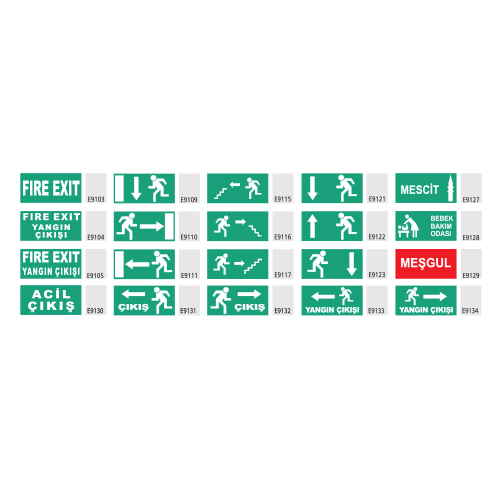 FIRE EXIT
E9103
E9109
E9115
E9121
MESCİT
E9127
FIRE EXIT
YANGIN
ÇIKIŞI
E9104
E9110
E9116
E9122
BEBEK
BAKIM
ODASI
E9128
FIRE EXIT
YANGIN ÇIKIŞI
E9105
E9111
E9117
E9123
MEŞGUL
E9129
ACİL
ÇIKIŞ
E9130
ÇIKIŞ
E9131
ÇIKIŞ
E9132
YANGIN ÇIKIŞI
E9133
YANGIN ÇIKIŞI
E9134